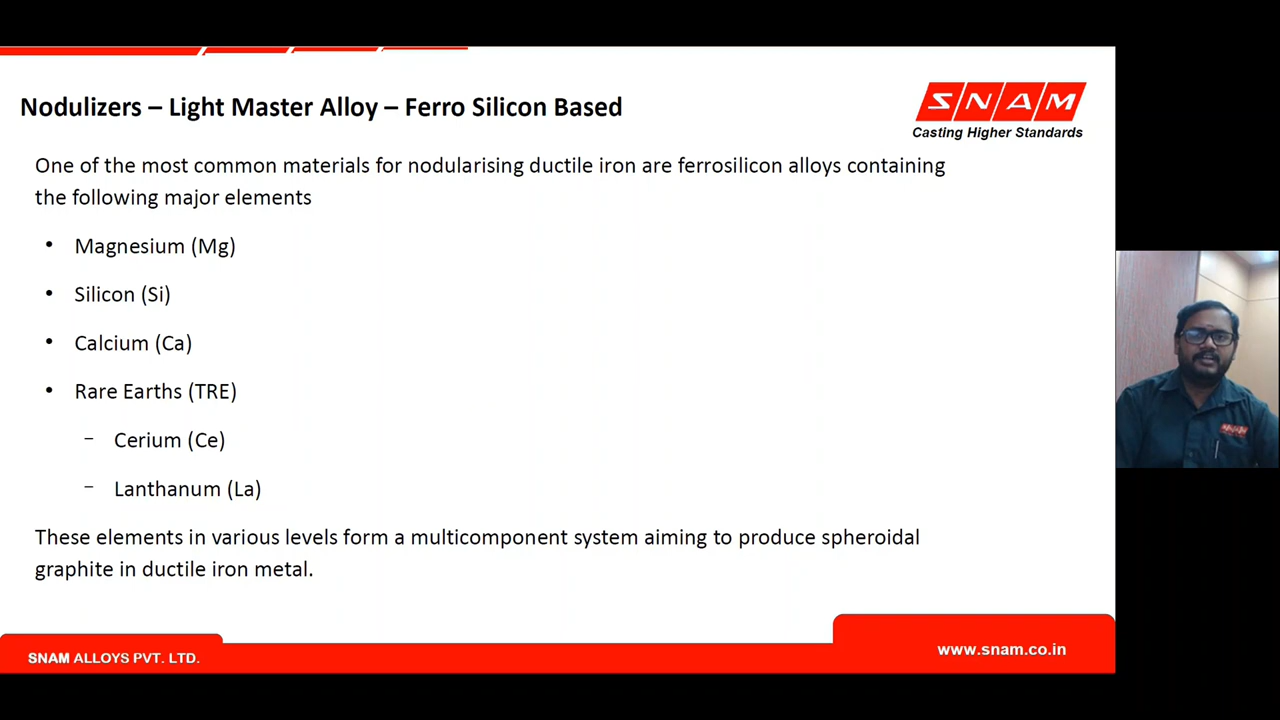 Nodulizers – Light Master Alloy – Ferro Silicon Based
SNAM
Casting Higher Standards
One of the most common materials for nodularising ductile iron are ferrosilicon alloys containing
the following major elements
• Magnesium (Mg)
• Silicon (Si)
• Calcium (Ca)
• Rare Earths (TRE)
– Cerium (Ce)
– Lanthanum (La)
These elements in various levels form a multicomponent system aiming to produce spheroidal
graphite in ductile iron metal.
SNAM ALLOYS PVT. LTD.
www.snam.co.in
SNAM